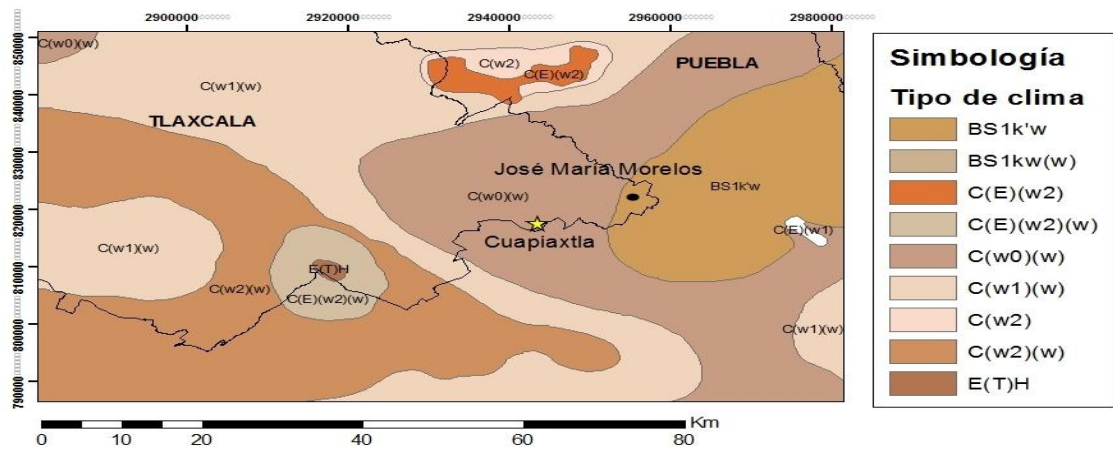 2900000 2920000 2940000 2960000 2980000
850000
840000
830000
820000
810000
800000
790000
C(w0)(w)
C(w2)
C(E)(w2)
PUEBLA
C(w1)(w)
TLAXCALA
José María Morelos
BS1k'w
C(w0)(w)
C(E)(w1)
Cuapiaxtla
C(w1)(w)
E(T)H
C(w2)(w)
C(E)(w2)(w)
C(w1)(w)
0 10 20 40 60 80 Km
Simbología
Tipo de clima
BS1k'w
BS1kw(w)
C(E)(w2)
C(E)(w2)(w)
C(w0)(w)
C(w1)(w)
C(w2)
C(w2)(w)
E(T)H